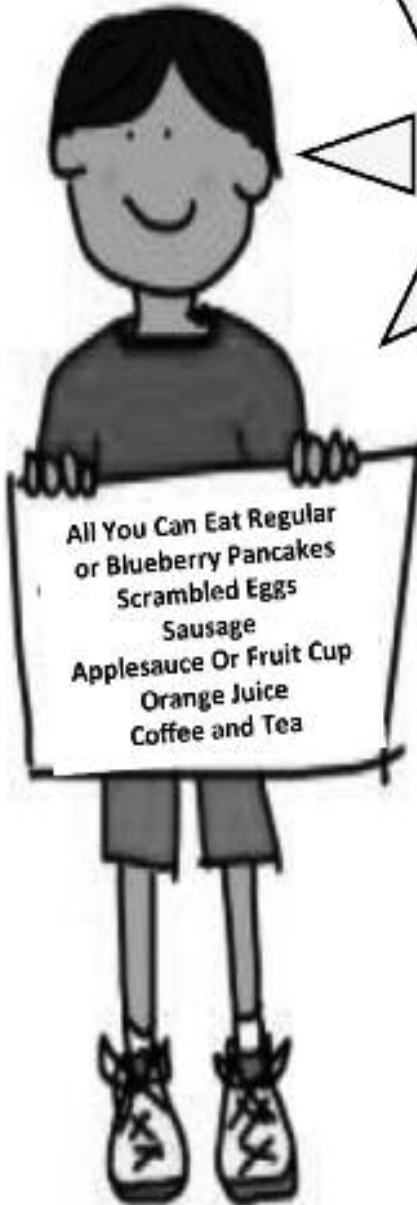 All You Can Eat Regular
or Blueberry Pancakes
Scrambled Eggs
Sausage
Applesauce Or Fruit Cup
Orange Juice
Coffee and Tea